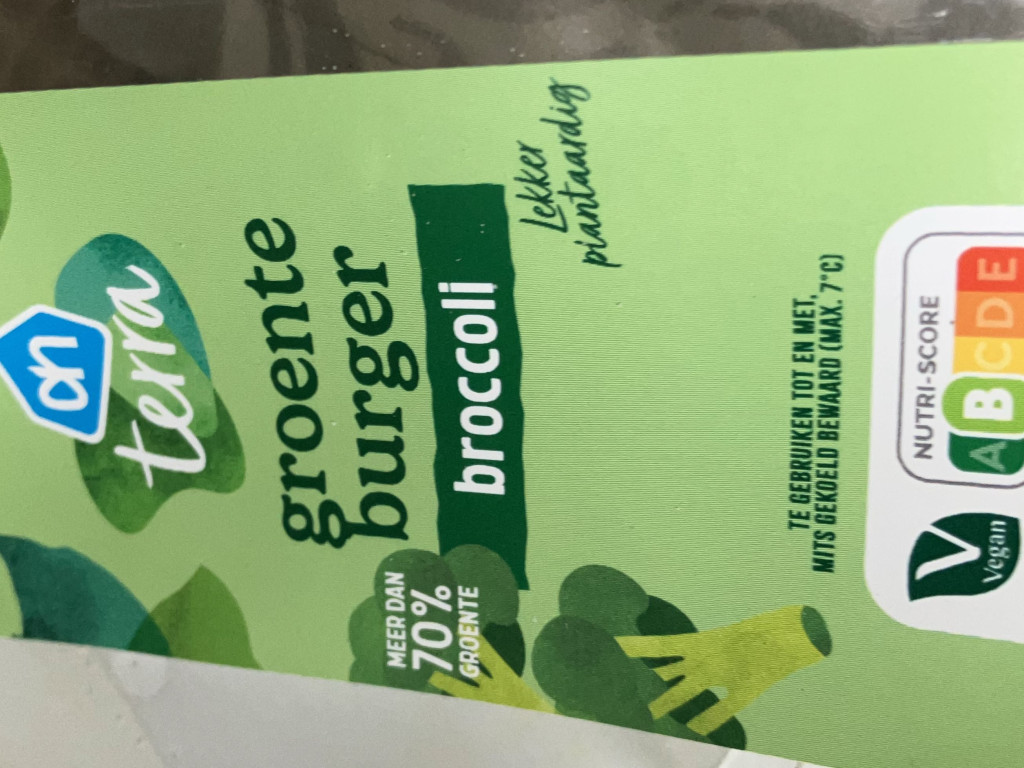 ah
terra
groente
burger
broccoli
Lekker
plantaardig
MEER DAN
70%
GROENTE
TE GEBRUIKEN TOT EN MET,
MITS GEKOELD BEWAARD (MAX. 7°C)
V
Vegan
NUTRI-SCORE
A B C D E